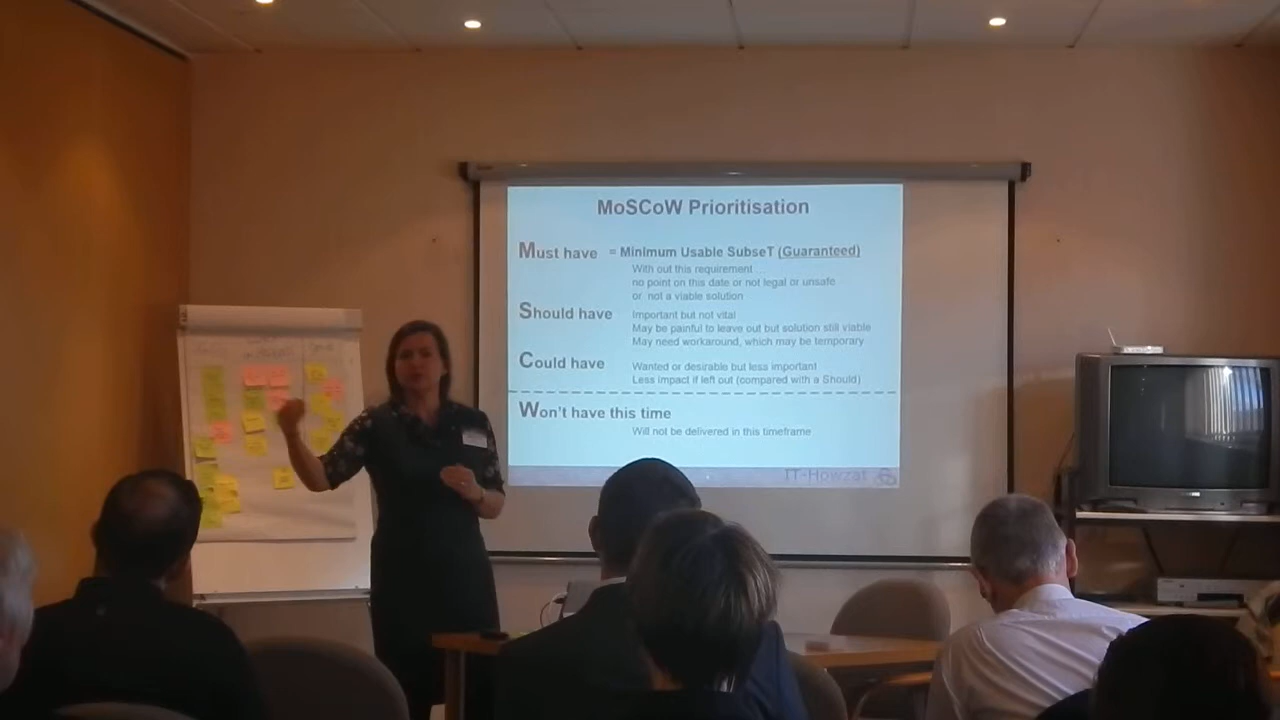 MoSCoW Prioritisation
Must have = Minimum Usable SubseT (Guaranteed)
With out this requirement ...
no point on this date or not legal or unsafe
or not a viable solution
Should have Important but not vital
May be painful to leave out but solution still viable
May need workaround, which may be temporary
Could have Wanted or desirable but less important
Less impact if left out (compared with a Should)
Won't have this time
Will not be delivered in this timeframe
IT-Howzat